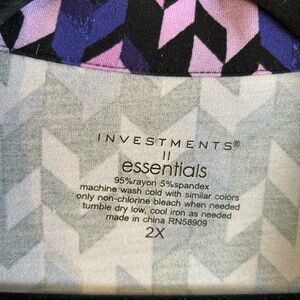 INVESTMENTS®
II
essentials
95%rayon 5%spandex
machine wash cold with similar colors
only non-chlorine bleach when needed
tumble dry low, cool iron as needed
made in china RN58909
2X